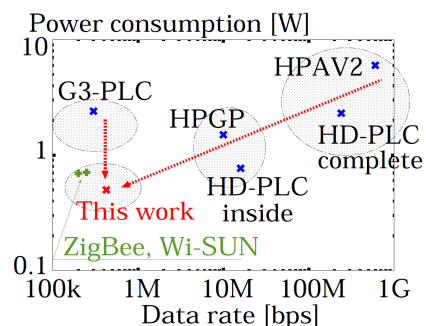 Power consumption [W]
10
HPAV2
G3-PLC
HPGP
HD-PLC
complete
1
HD-PLC
inside
This work
ZigBee, Wi-SUN
0.1
100k 1M 10M 100M 1G
Data rate [bps]